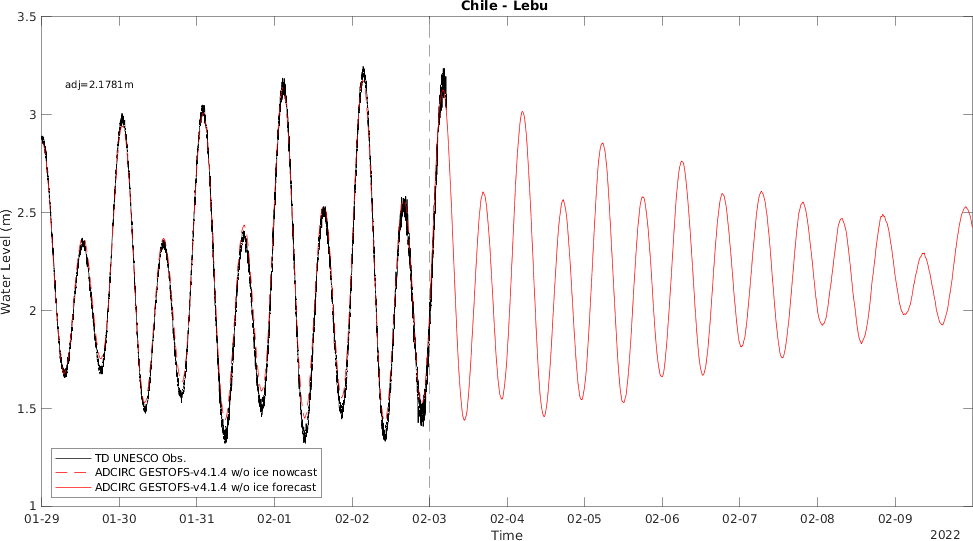 Chile - Lebu
3.5
3
2.5
2
1.5
1
Water Level (m)
adj=2.1781m
TD UNESCO Obs.
ADCIRC GESTOFS-v4.1.4 w/o ice nowcast
ADCIRC GESTOFS-v4.1.4 w/o ice forecast
01-29 01-30 01-31 02-01 02-02 02-03 02-04 02-05 02-06 02-07 02-08 02-09
Time
2022